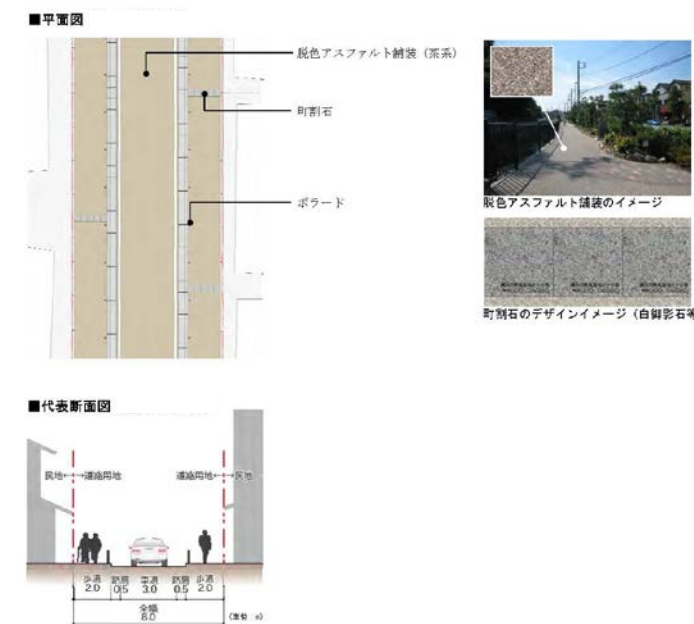 ■平面図
脱色アスファルト舗装（茶系）
町割石
ボラード
脱色アスファルト舗装のイメージ
町割石のデザインイメージ（白御影石等
■代表断面図
民地←→道路用地
道路用地←→民地
歩道 路肩 車道 路肩 歩道
2.0 0.5 3.0 0.5 2.0
全幅
8.0
（単位：m）